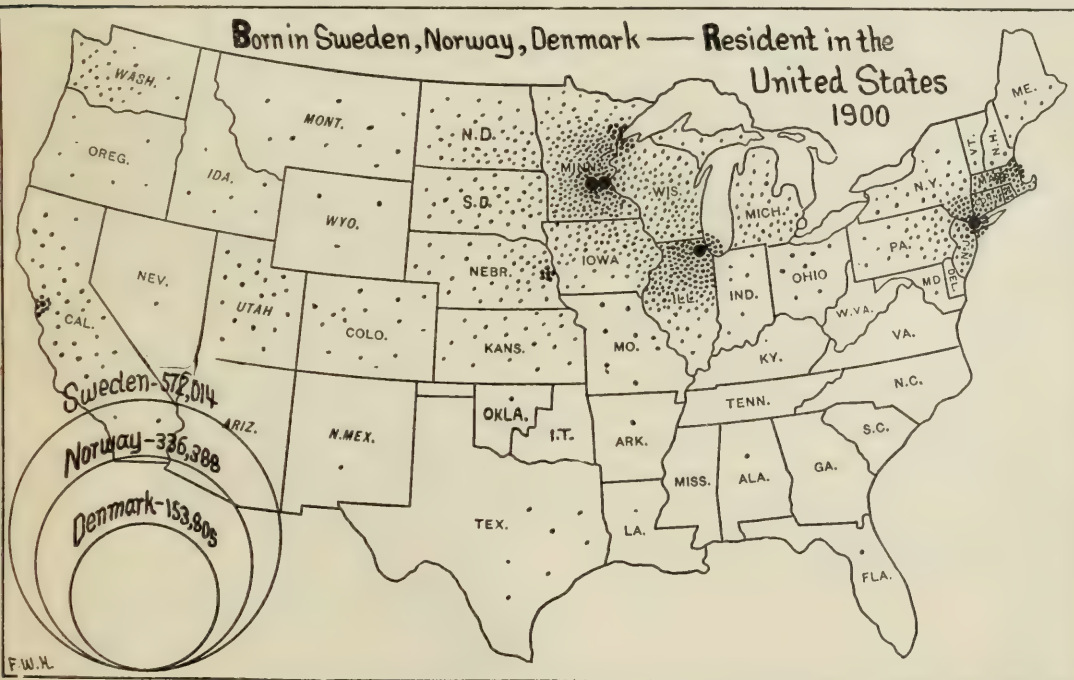 Born in Sweden, Norway, Denmark — Resident in the
United States
1900
WASH.
MONT.
N.D.
MINN.
ME.
OREG.
IDA.
S.D.
WIS.
MICH.
N.Y.
VT.
N.H.
MASS.
WYO.
NEBR.
IOWA
PA.
N.J.
NEV.
UTAH
COLO.
ILL.
IND.
OHIO
MD
DEL.
CAL.
KANS.
MO.
W.VA.
VA.
KY.
ARIZ.
N.MEX.
OKLA.
I.T.
ARK.
TENN.
N.C.
S.C.
MISS.
ALA.
GA.
TEX.
LA.
FLA.
Sweden-572,014
Norway-336,388
Denmark-153,805
F.W.H.